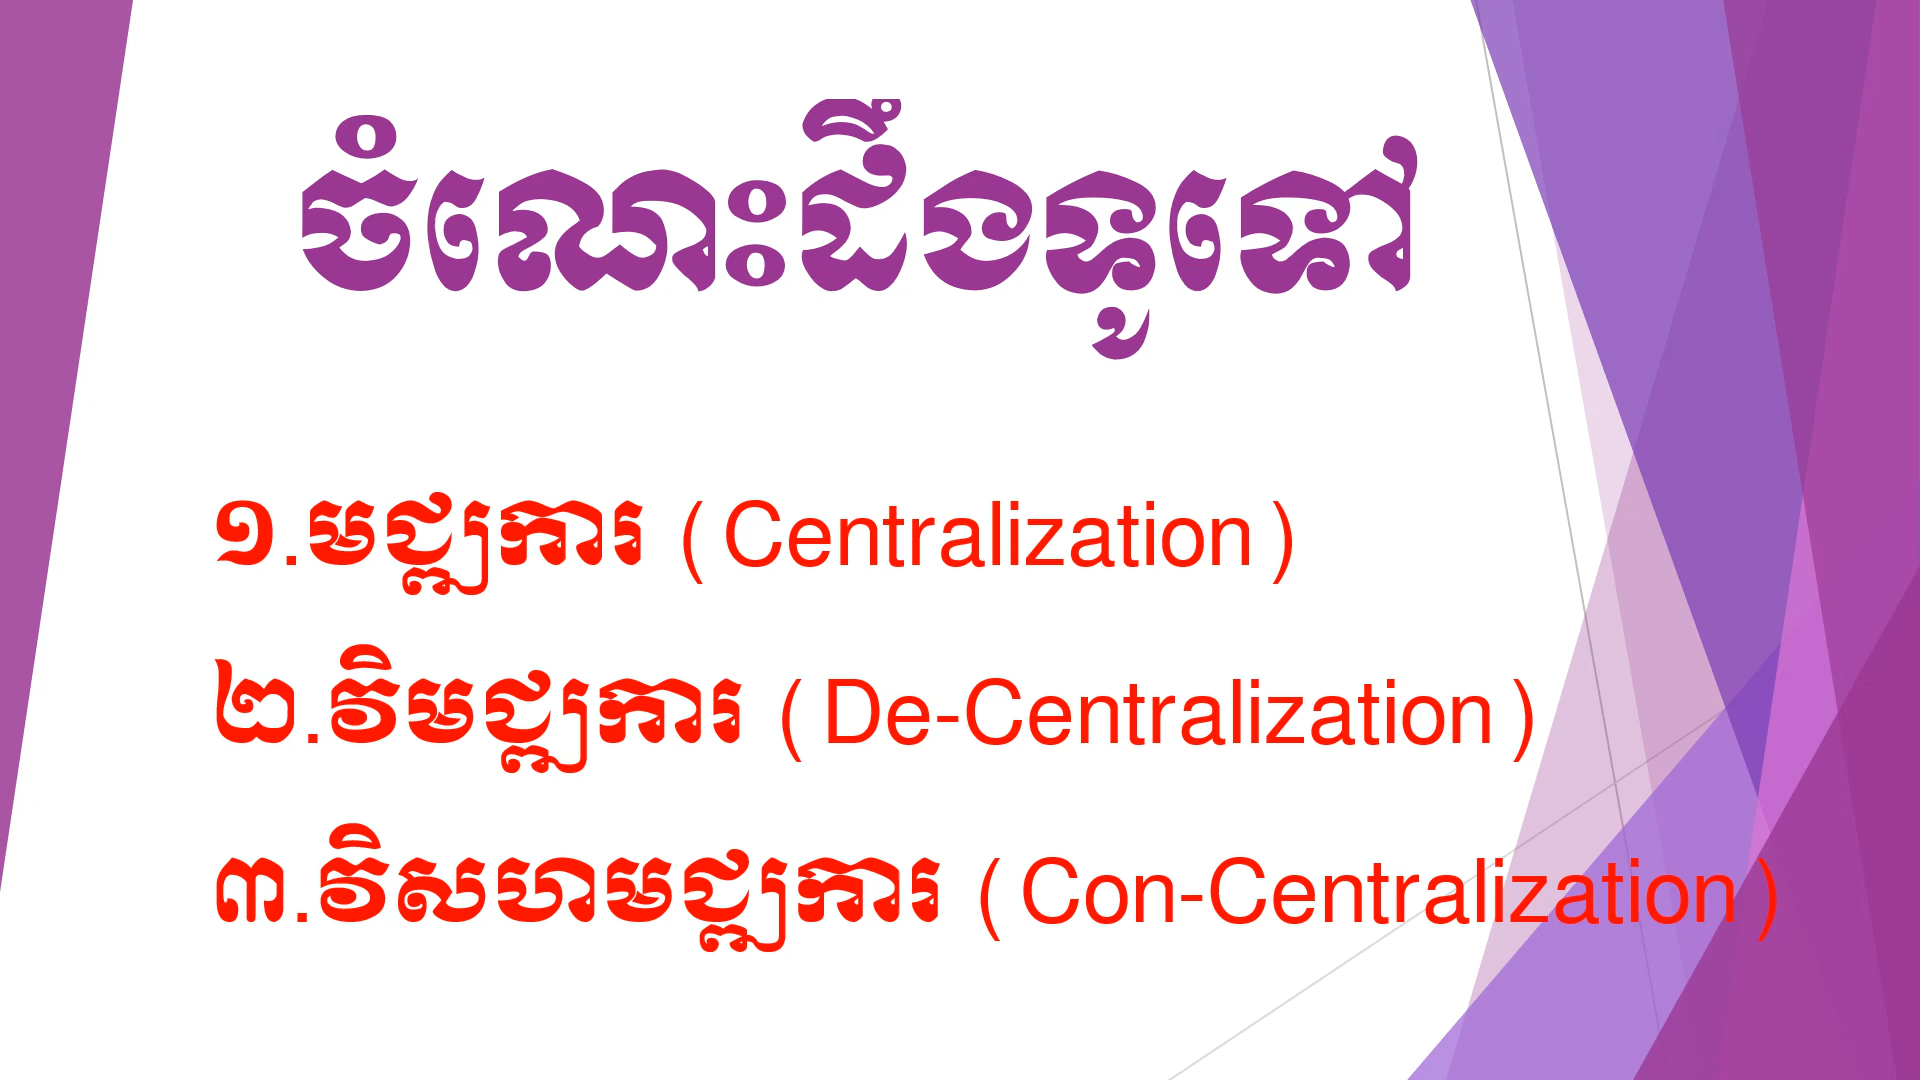 ចំណេះដឹងទូទៅ
១.មជ្ឈការ (Centralization)
២.វិមជ្ឈការ (De-Centralization)
៣.វិសហមជ្ឈការ (Con-Centralization)